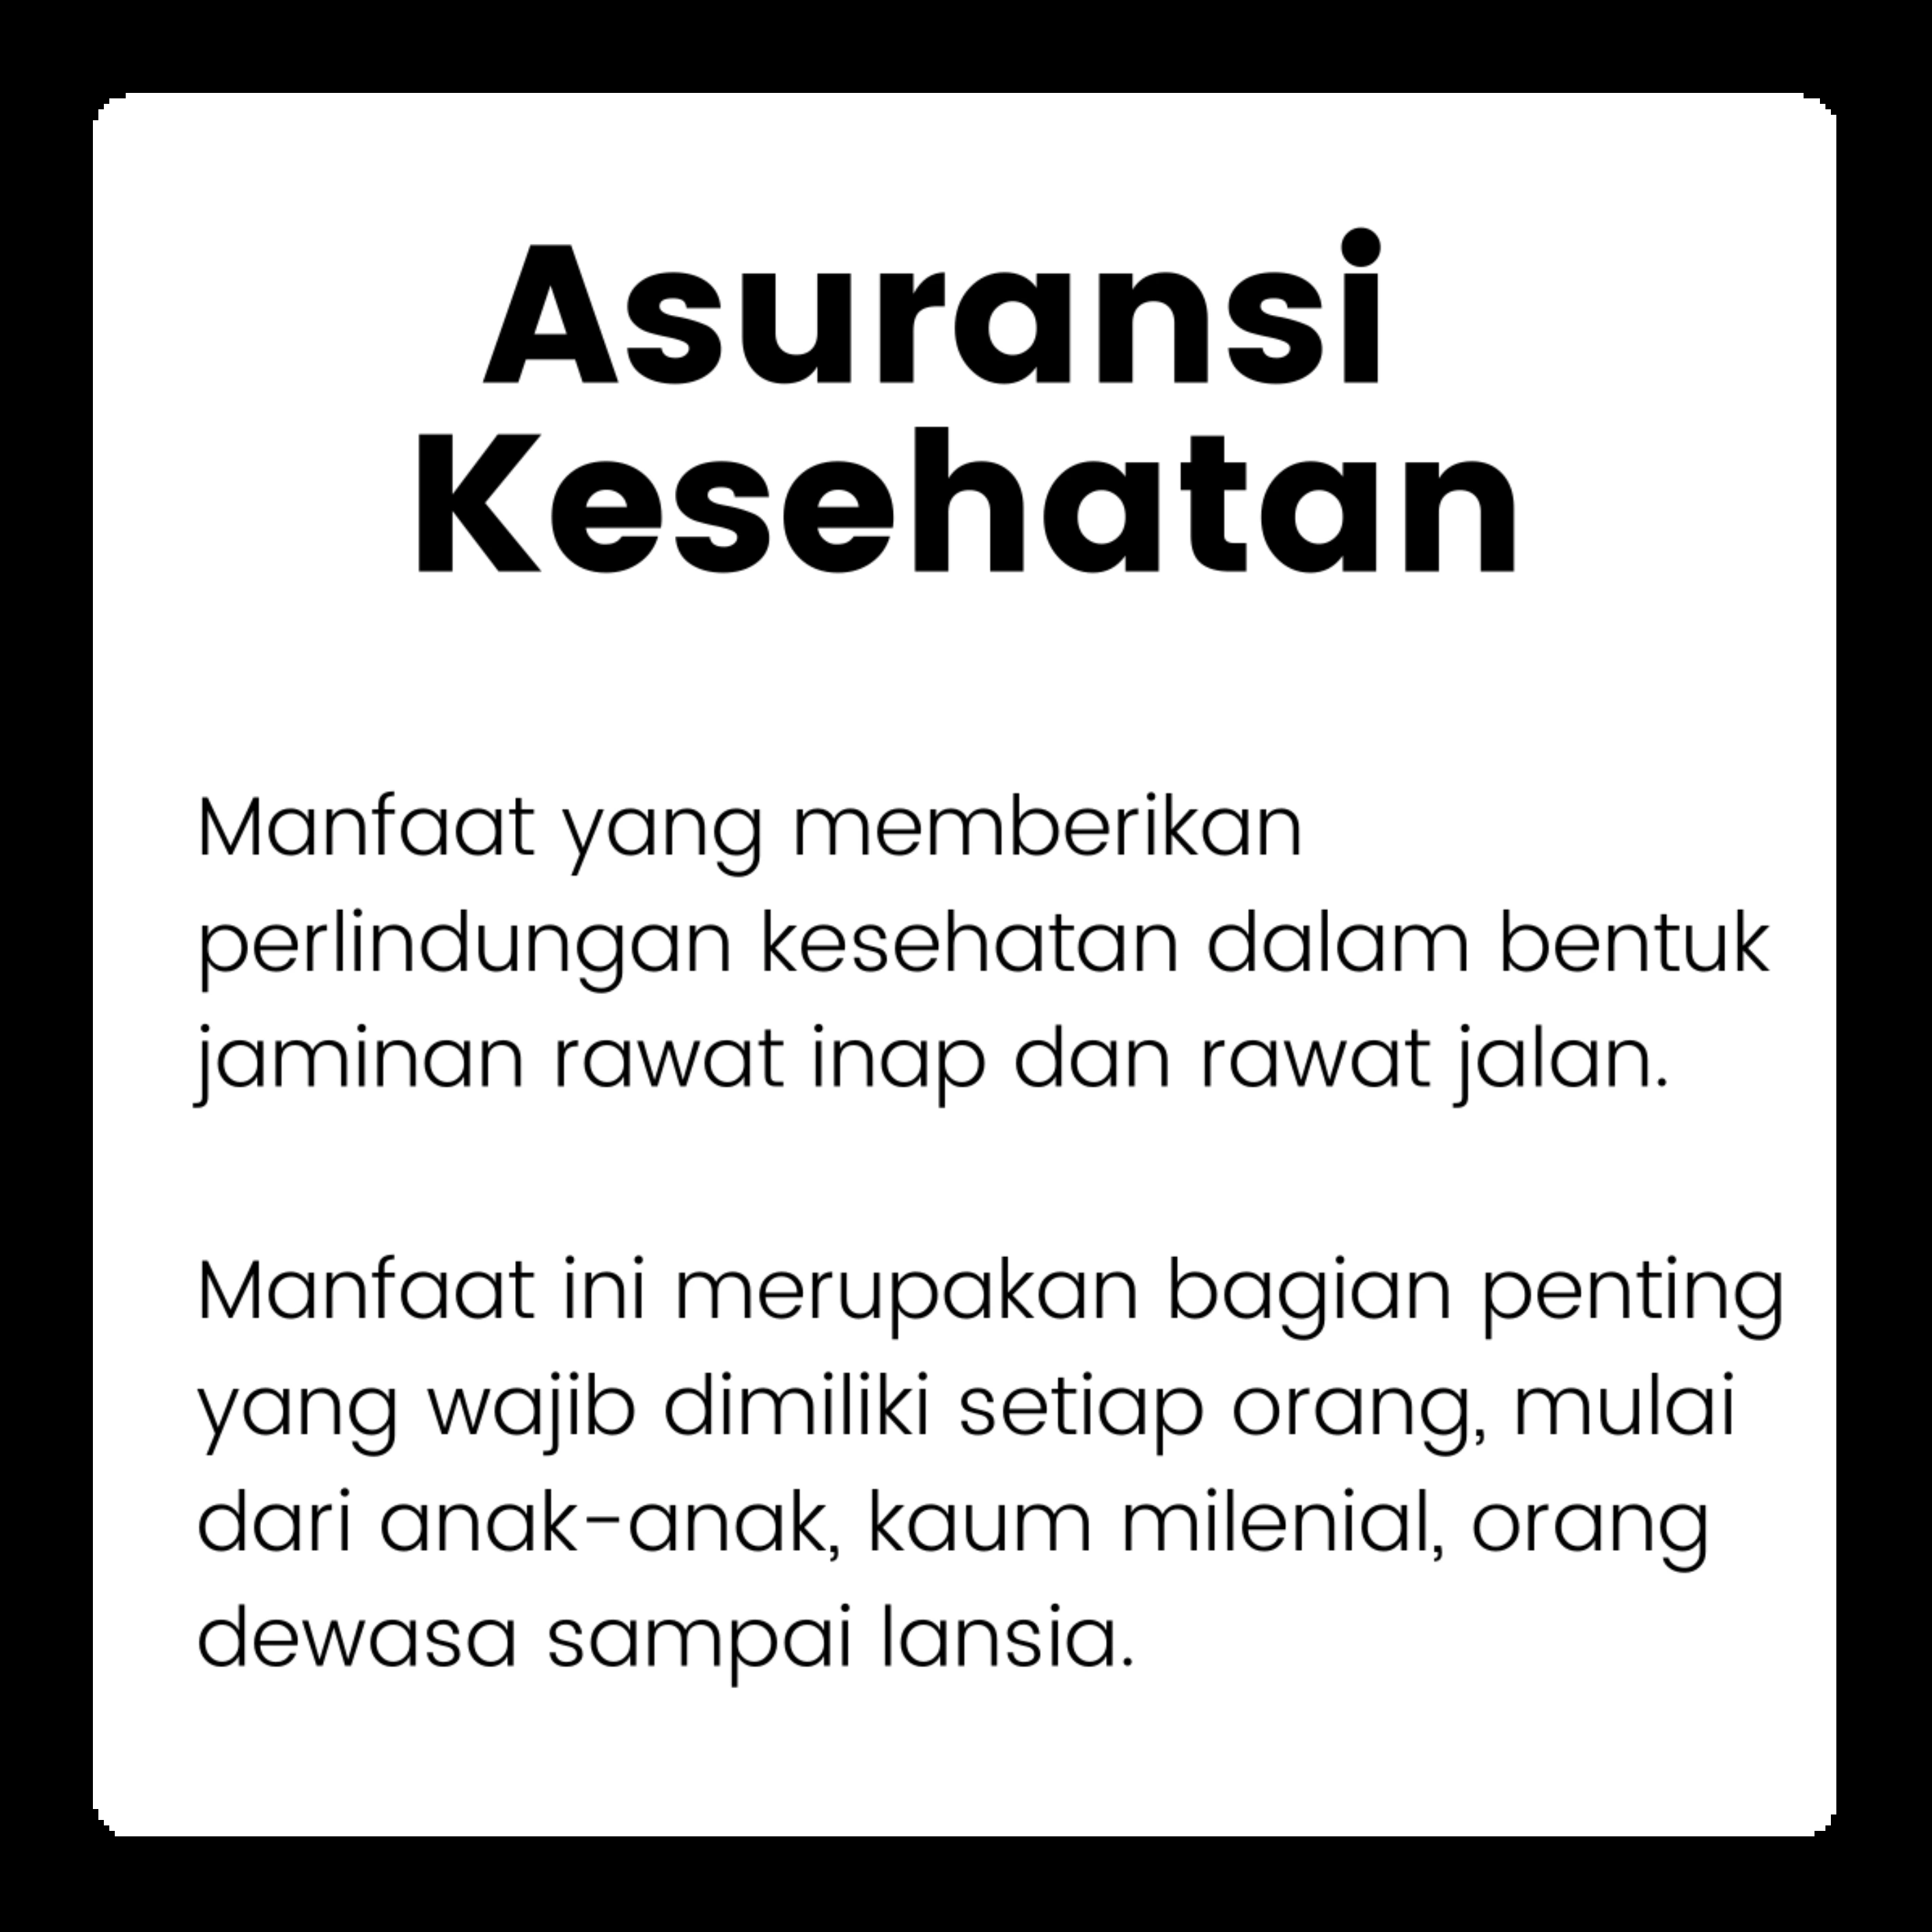 Asuransi
Kesehatan
Manfaat yang memberikan
perlindungan kesehatan dalam bentuk
jaminan rawat inap dan rawat jalan.
Manfaat ini merupakan bagian penting
yang wajib dimiliki setiap orang, mulai
dari anak-anak, kaum milenial, orang
dewasa sampai lansia.